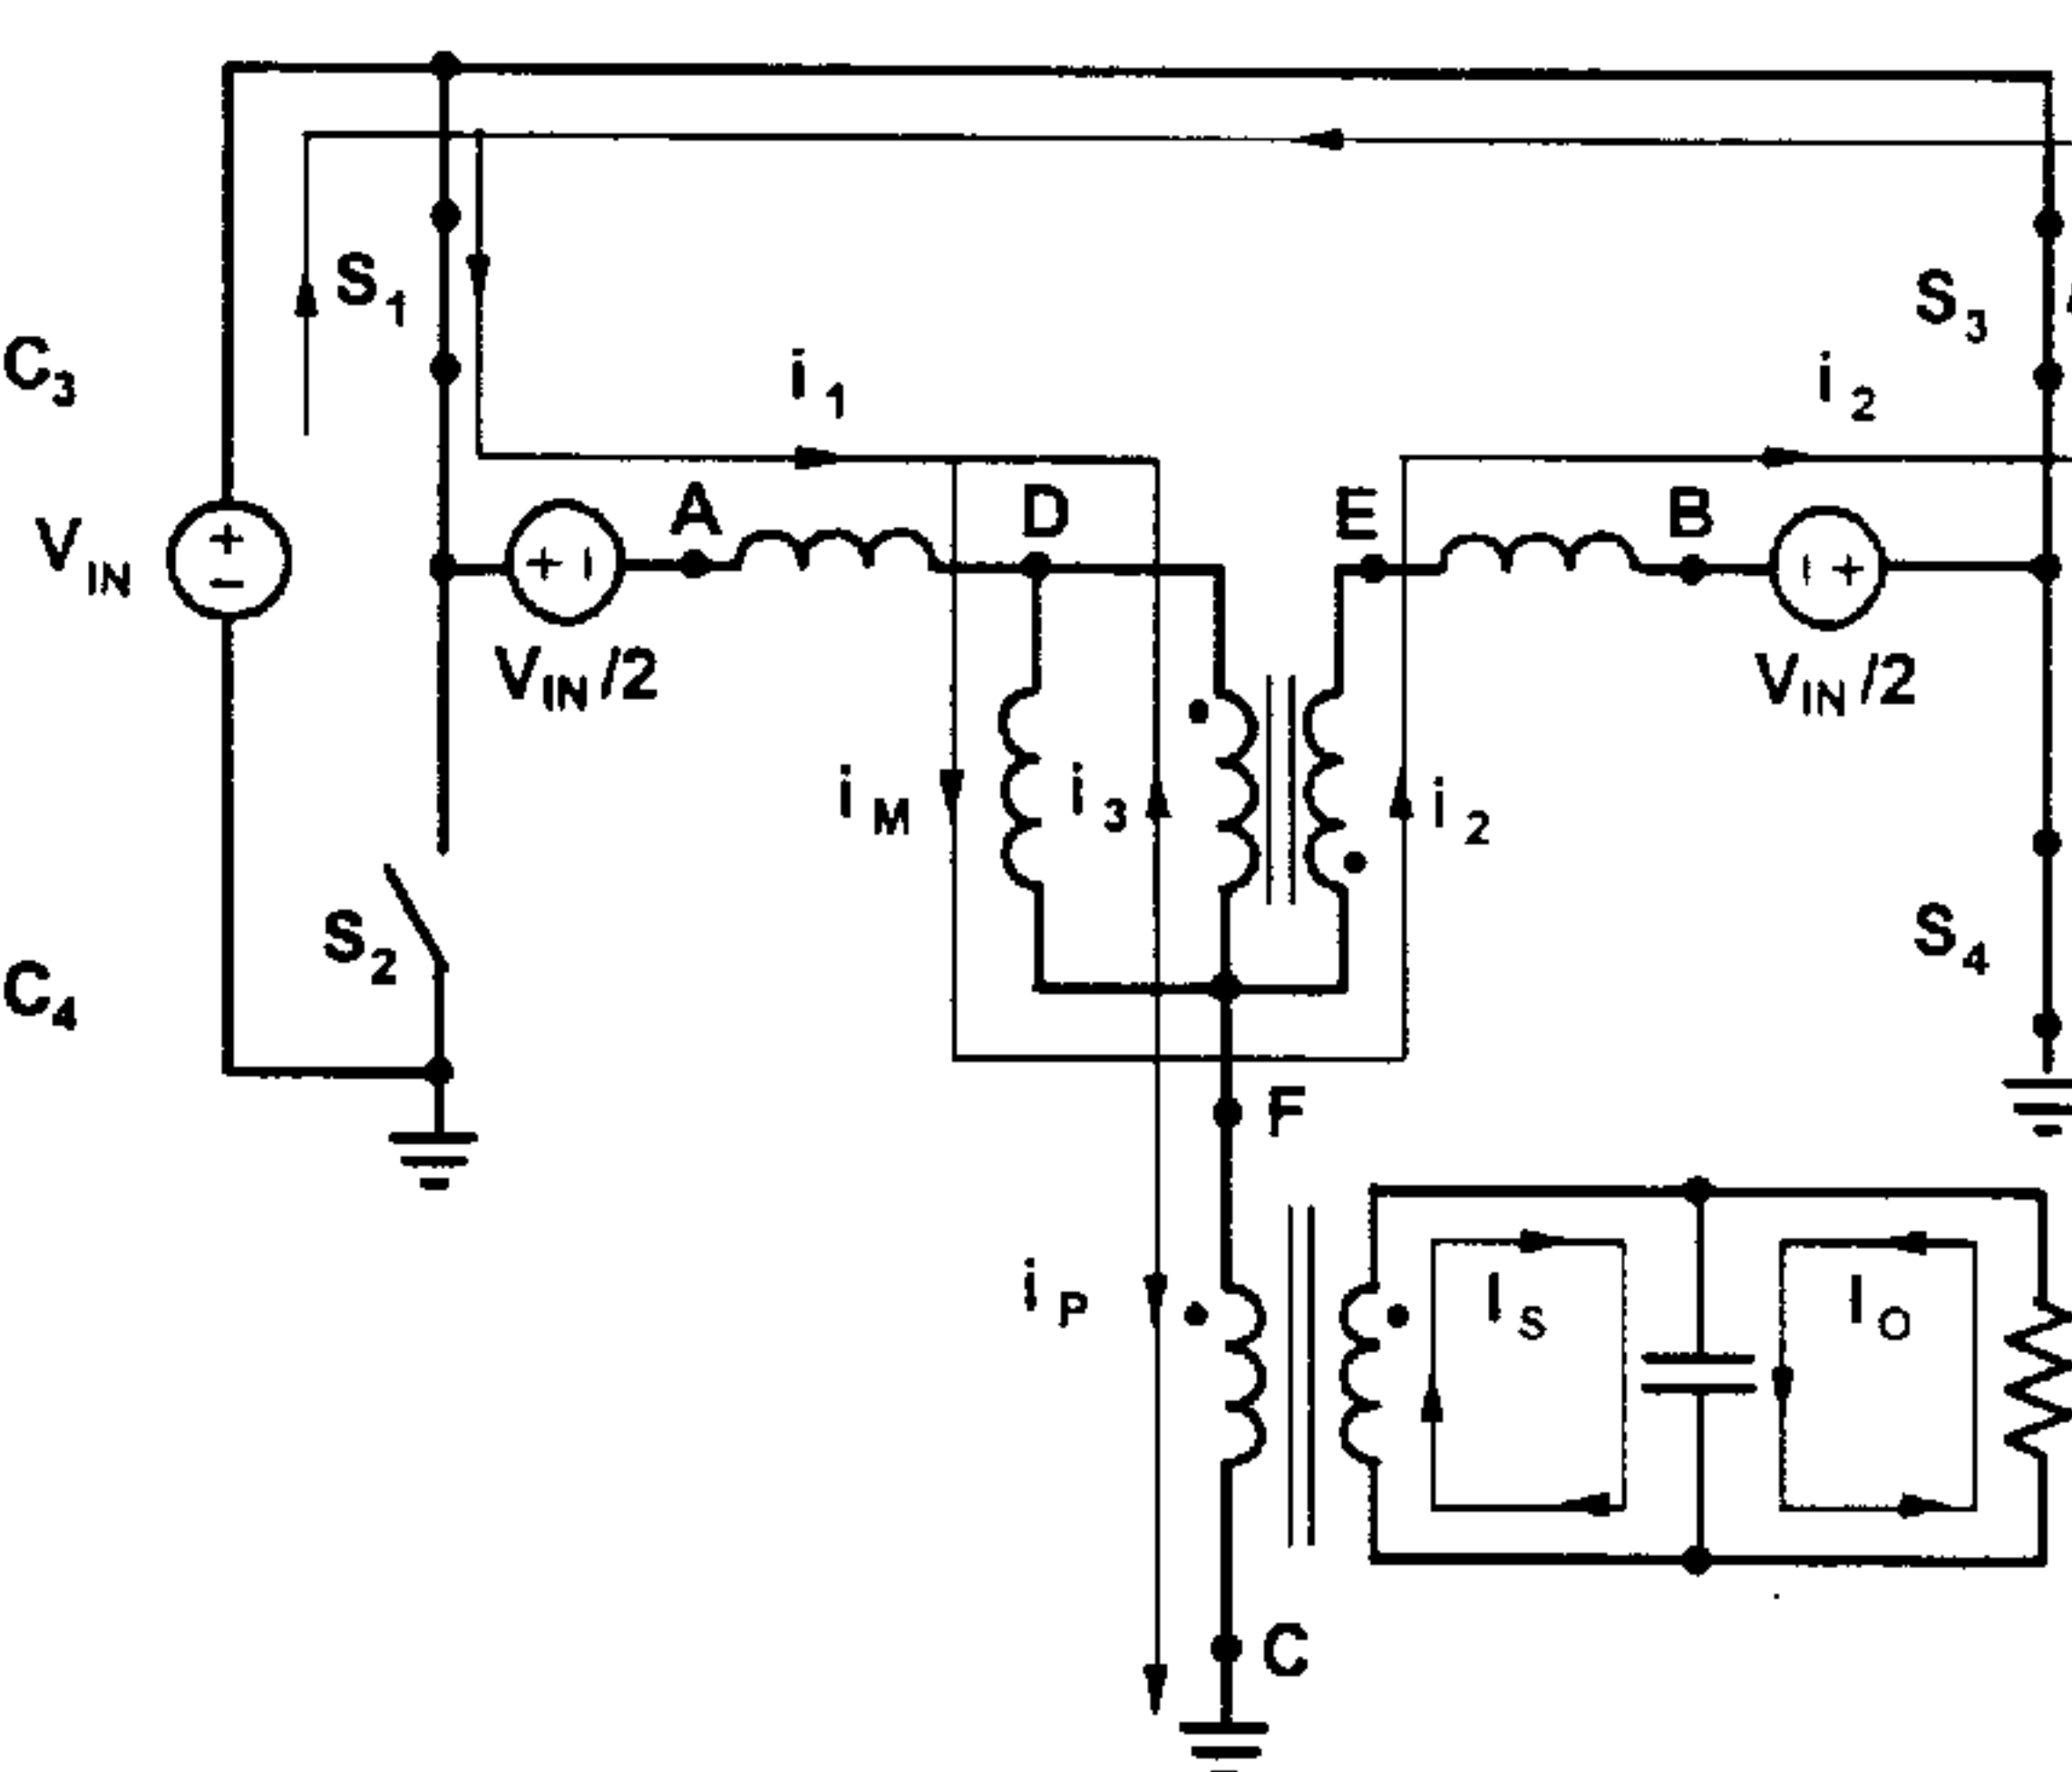 S1
S3
C3
i1
i2
A
D
E
B
VIN
+
−
+
−
−
+
VIN/2
VIN/2
iM
i3
i2
S2
S4
C4
F
iP
IS
IO
C